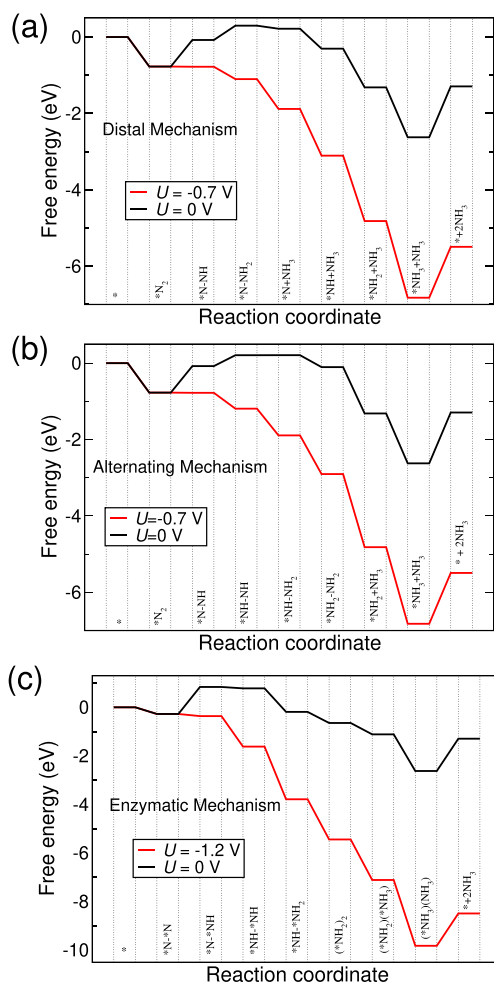 (a)
Free energy (eV)
0
-2
-4
-6
Distal Mechanism
U = -0.7 V
U = 0 V
*
*N₂
*N-NH
*N-NH₂
*N+NH₃
*NH+NH₃
*NH₂+NH₃
*NH₃+NH₃
*+2NH₃
Reaction coordinate
(b)
Free enrgy (eV)
0
-2
-4
-6
Alternating Mechanism
U=-0.7 V
U=0 V
*
*N₂
*N-NH
*NH-NH
*NH-NH₂
*NH₂-NH₂
*NH₂+NH₃
*NH₃+NH₃
* + 2NH₃
Reaction coordinate
(c)
Free energy (eV)
0
-2
-4
-6
-8
-10
Enzymatic Mechanism
U = -1.2 V
U = 0 V
*
*N-*N
*N-*NH
*NH-*NH
*NH-*NH₂
(*NH₂)₂
(*NH₂)(*NH₃)
(*NH₃)(NH₃)
*+2NH₃
Reaction coordinate